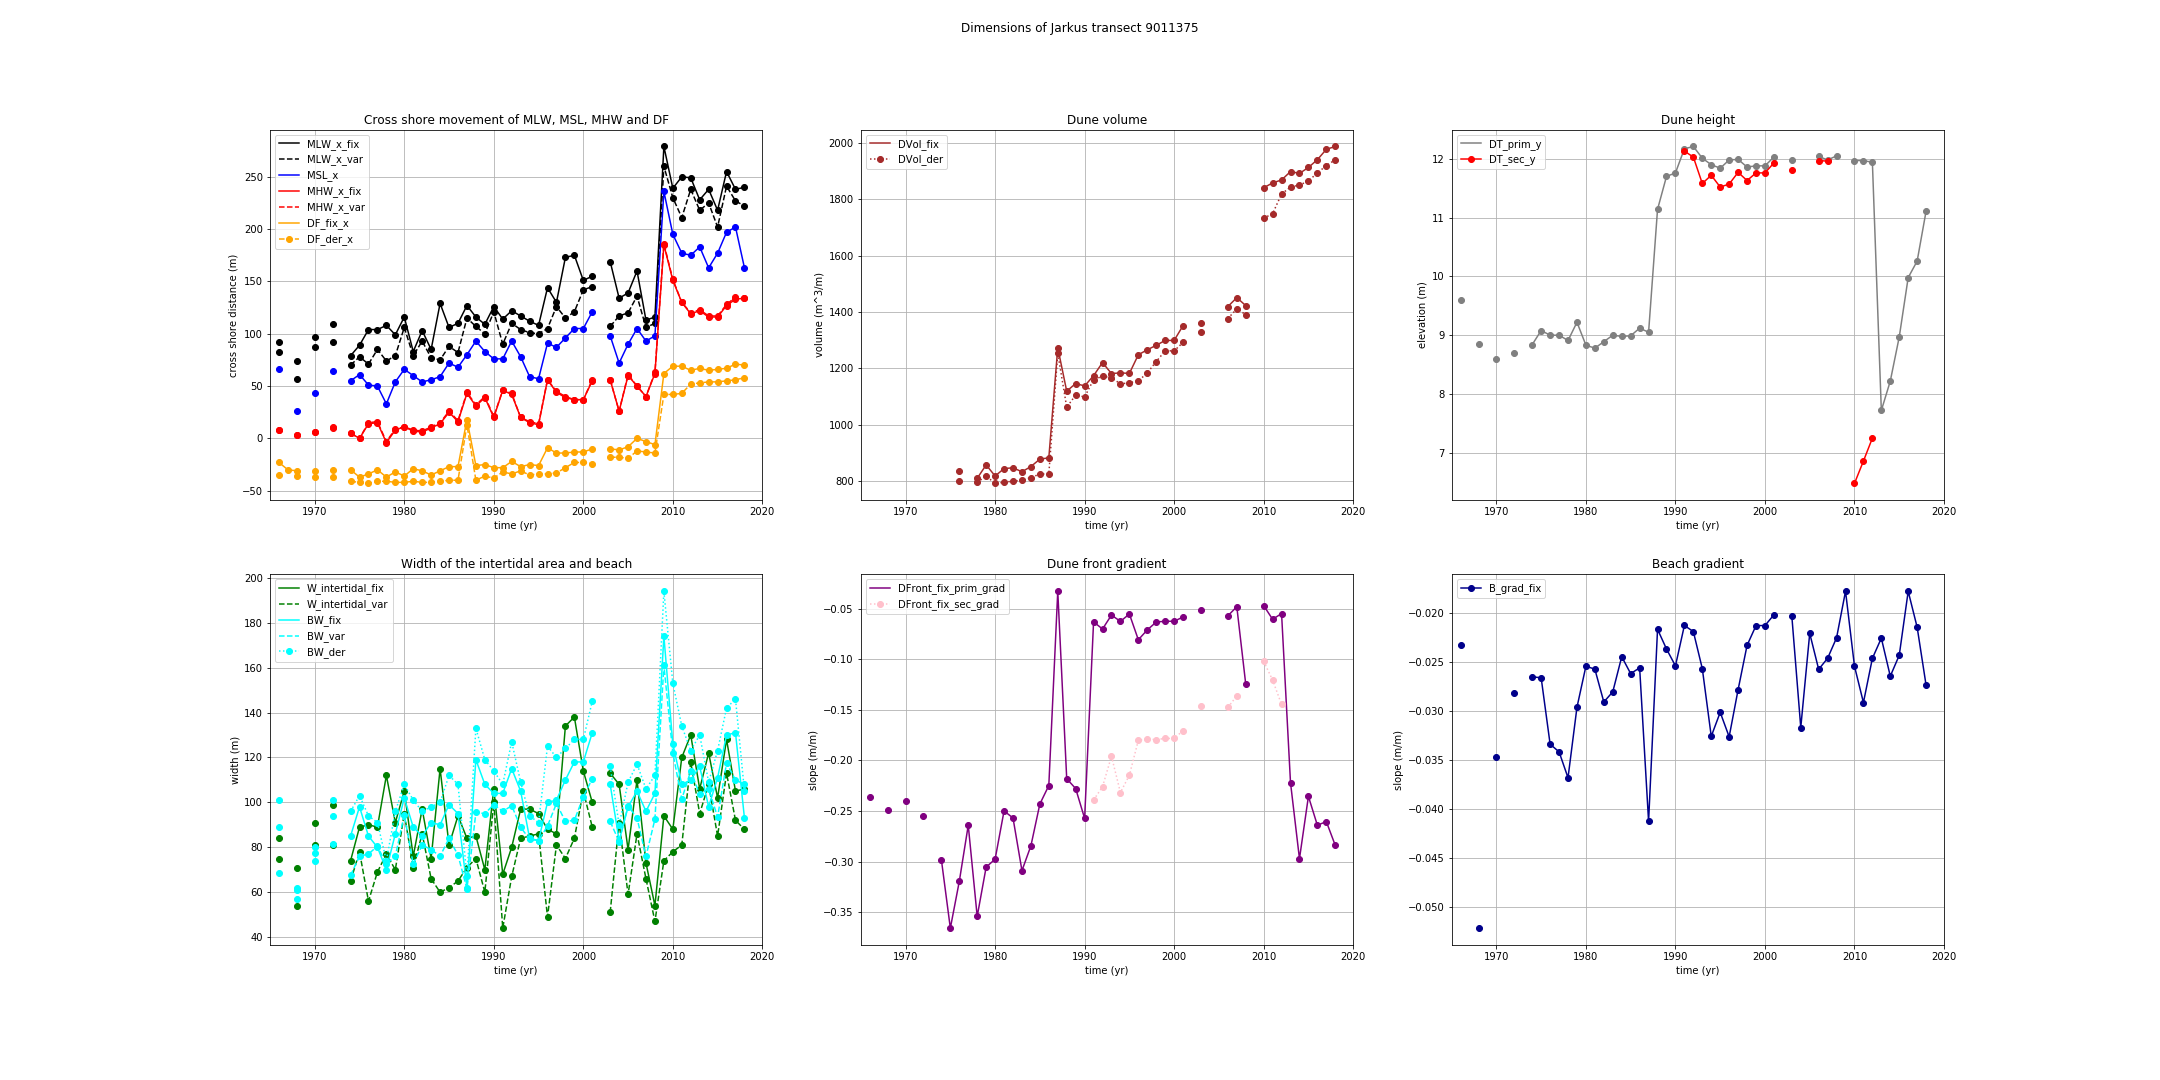 Dimensions of Jarkus transect 9011375
Cross shore movement of MLW, MSL, MHW and DF
MLW_x_fix
MLW_x_var
MSL_x
MHW_x_fix
MHW_x_var
DF_fix_x
DF_der_x
cross shore distance (m)
250
200
150
100
50
0
−50
1970 1980 1990 2000 2010 2020
time (yr)
Dune volume
DVol_fix
DVol_der
volume (m^3/m)
2000
1800
1600
1400
1200
1000
800
1970 1980 1990 2000 2010 2020
time (yr)
Dune height
DT_prim_y
DT_sec_y
elevation (m)
12
11
10
9
8
7
1970 1980 1990 2000 2010 2020
time (yr)
Width of the intertidal area and beach
W_intertidal_fix
W_intertidal_var
BW_fix
BW_var
BW_der
width (m)
200
180
160
140
120
100
80
60
40
1970 1980 1990 2000 2010 2020
time (yr)
Dune front gradient
DFront_fix_prim_grad
DFront_fix_sec_grad
slope (m/m)
−0.05
−0.10
−0.15
−0.20
−0.25
−0.30
−0.35
1970 1980 1990 2000 2010 2020
time (yr)
Beach gradient
B_grad_fix
slope (m/m)
−0.020
−0.025
−0.030
−0.035
−0.040
−0.045
−0.050
1970 1980 1990 2000 2010 2020
time (yr)